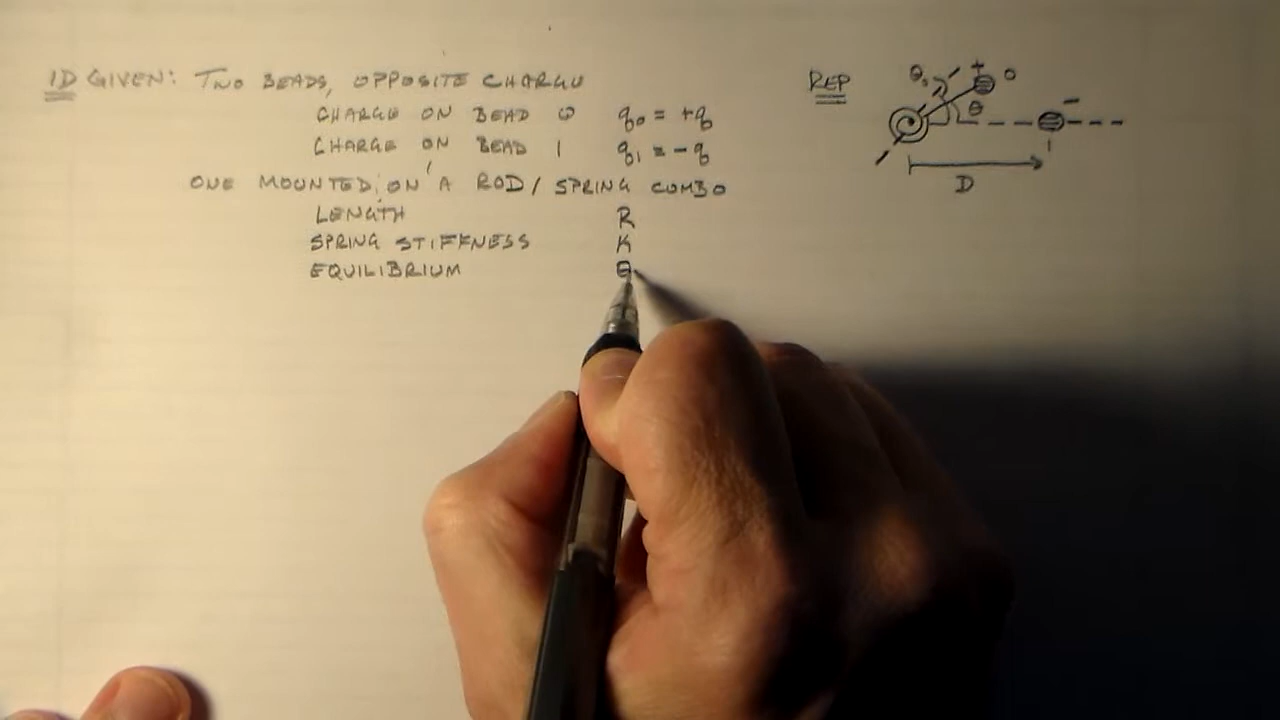 1D GIVEN: TWO BEADS, OPPOSITE CHARGE
CHARGE ON BEAD 0 q₀ = +q
CHARGE ON BEAD 1 q₁ = -q
ONE MOUNTED ON A ROD / SPRING COMBO
LENGTH R
SPRING STIFFNESS K
EQUILIBRIUM θ
REP
θ₀ + 0
θ -
1
D